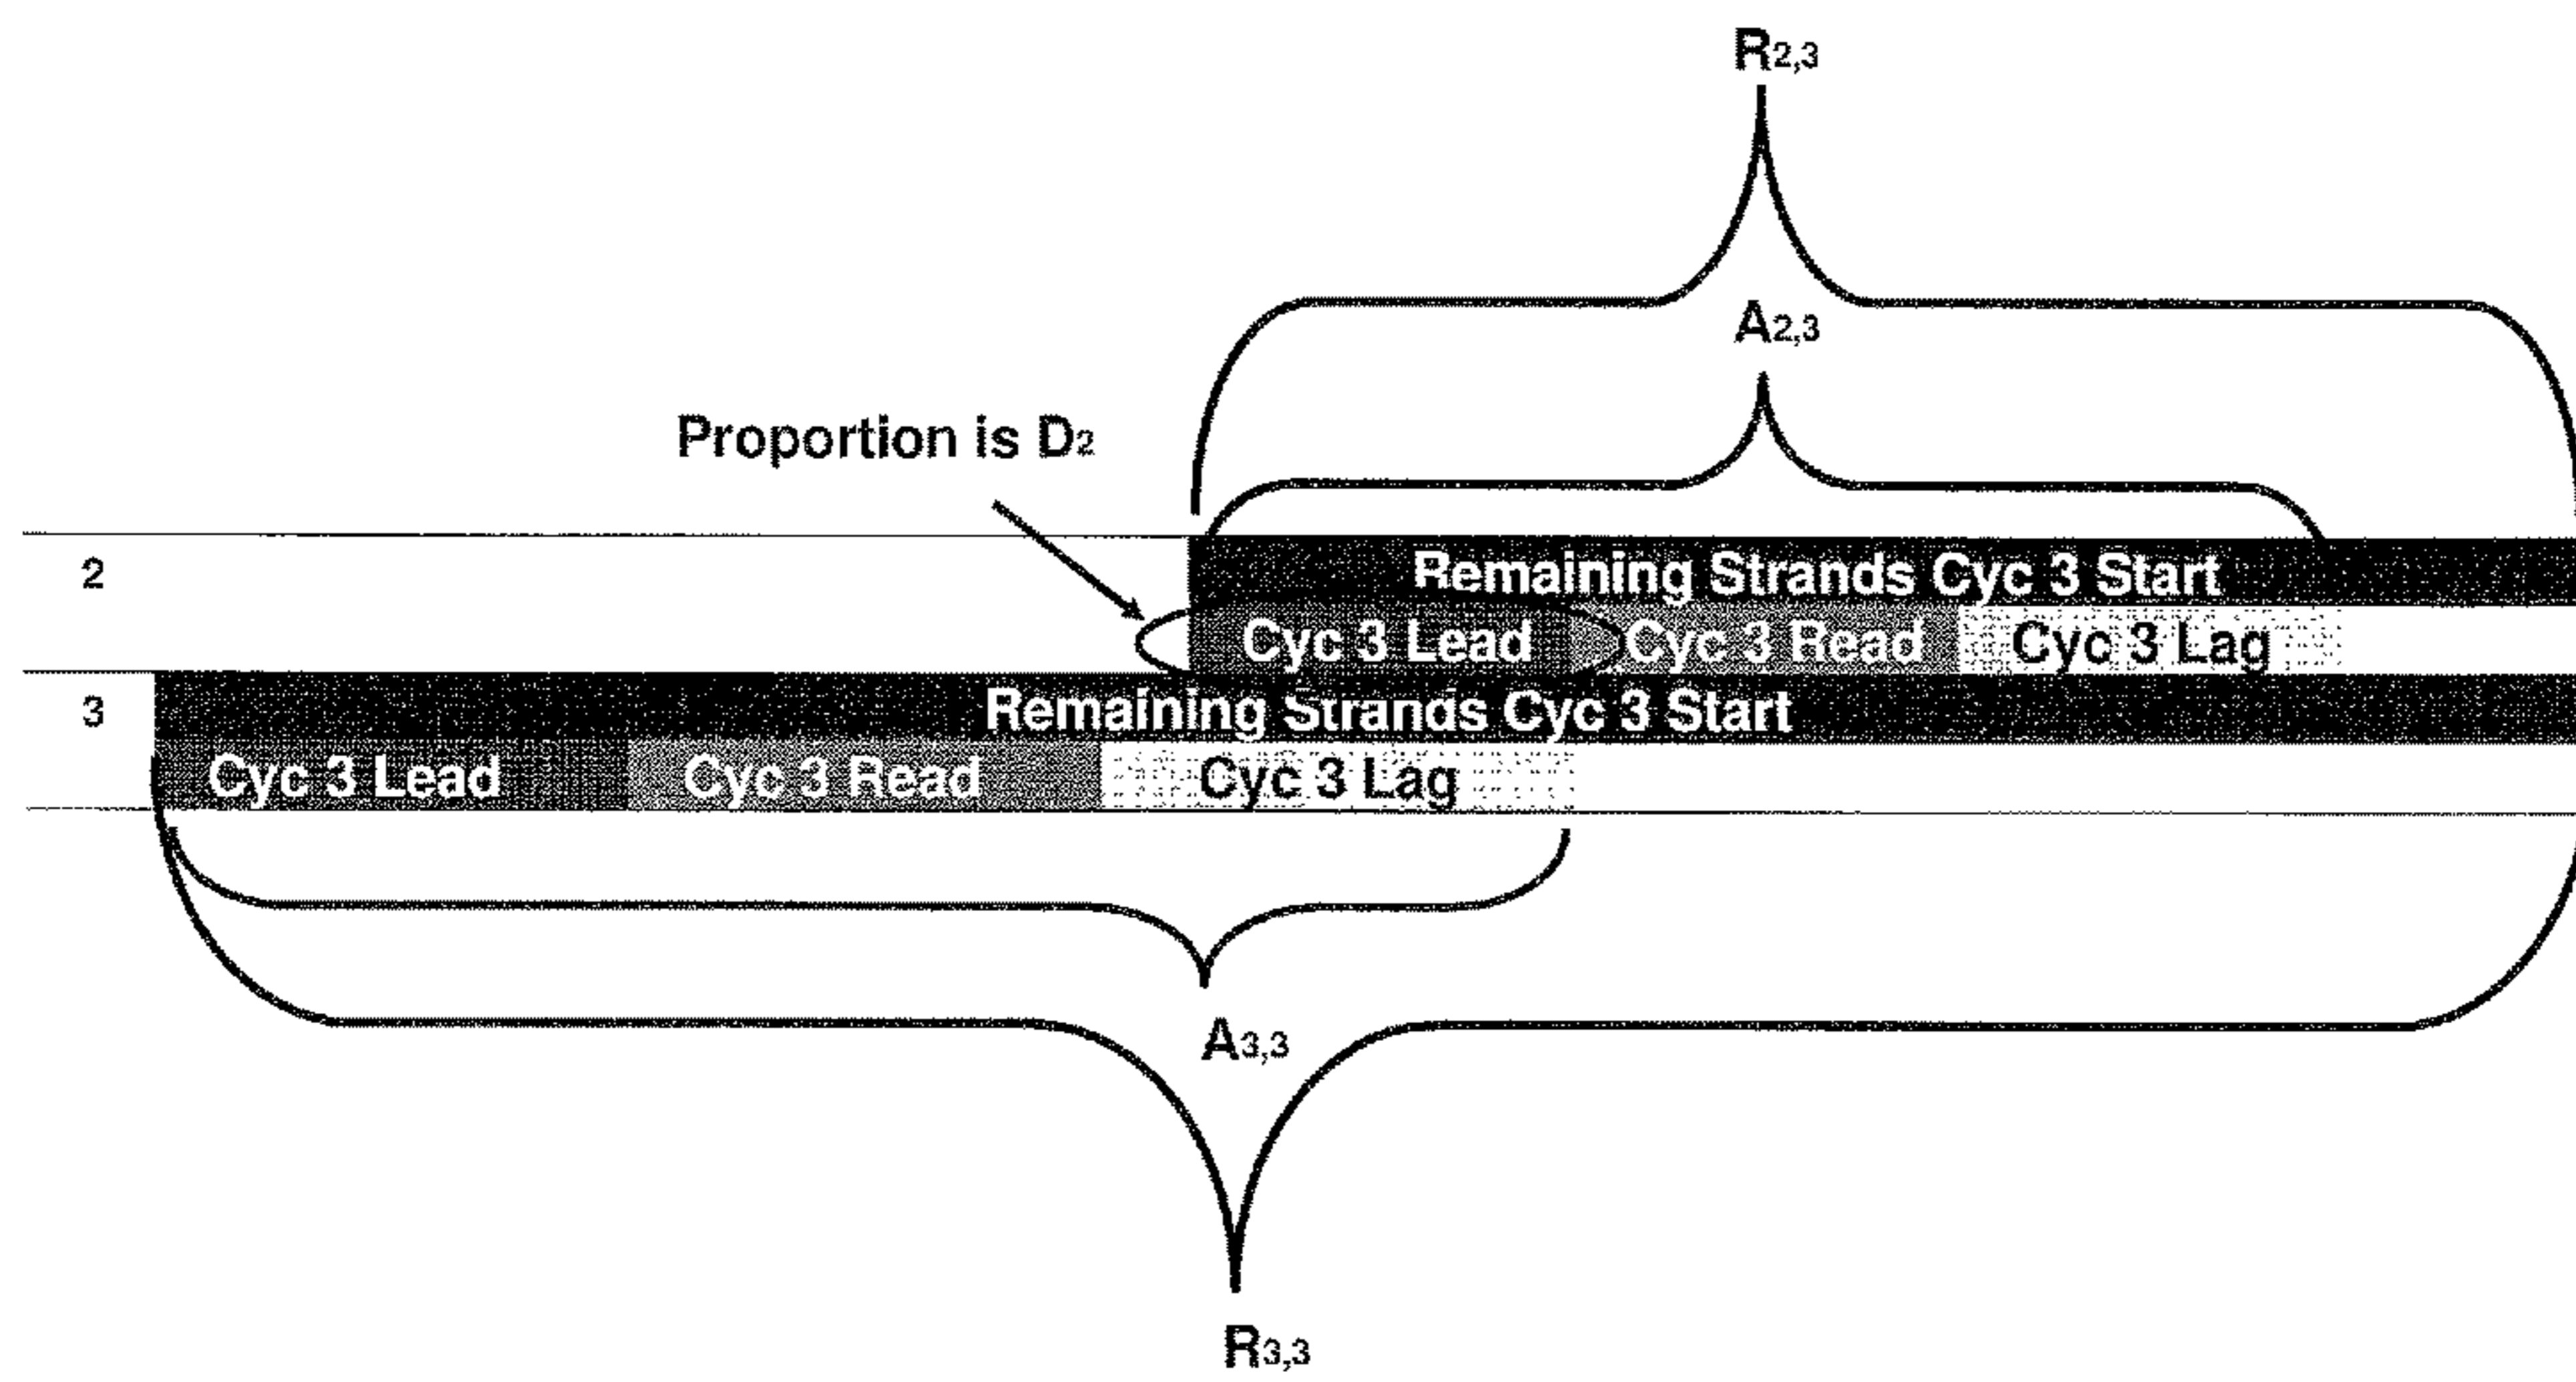 R2,3
A2,3
Proportion is D2
2 Remaining Strands Cyc 3 Start
Cyc 3 Lead Cyc 3 Read Cyc 3 Lag
3 Remaining Strands Cyc 3 Start
Cyc 3 Lead Cyc 3 Read Cyc 3 Lag
A3,3
R3,3